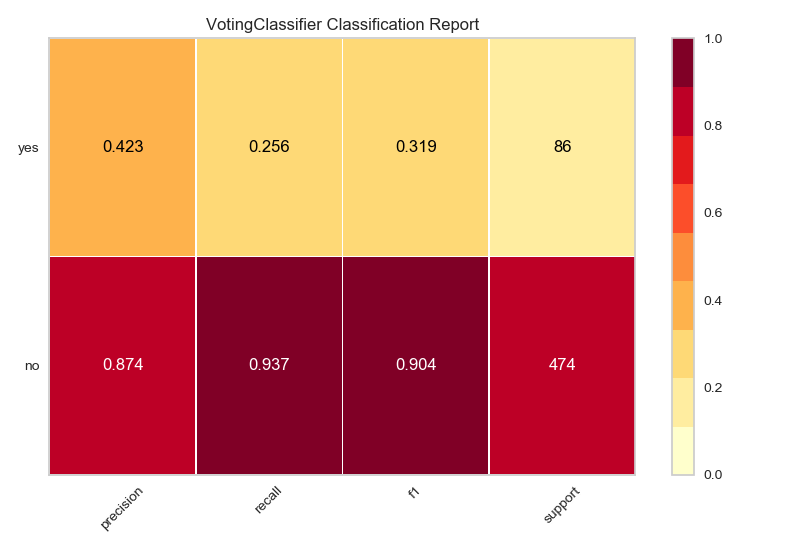 VotingClassifier Classification Report
yes 0.423 0.256 0.319 86
no 0.874 0.937 0.904 474
precision recall f1 support
1.0
0.8
0.6
0.4
0.2
0.0